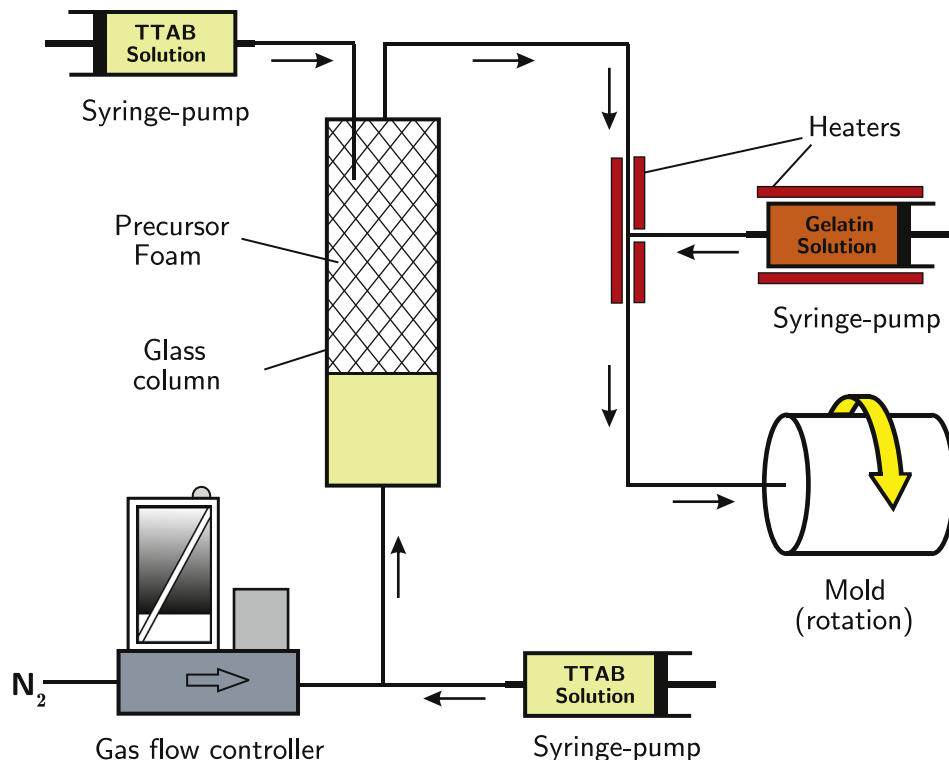 TTAB
Solution
Syringe-pump
Heaters
Precursor
Foam
Gelatin
Solution
Syringe-pump
Glass
column
Mold
(rotation)
N2
TTAB
Solution
Gas flow controller
Syringe-pump